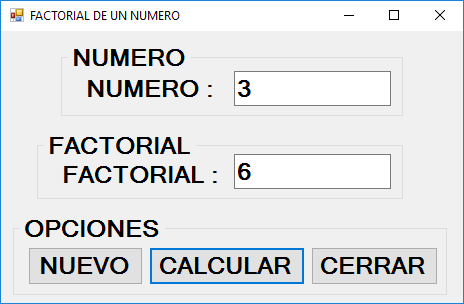 FACTORIAL DE UN NUMERO
NUMERO
NUMERO : 3
FACTORIAL
FACTORIAL : 6
OPCIONES
NUEVO CALCULAR CERRAR